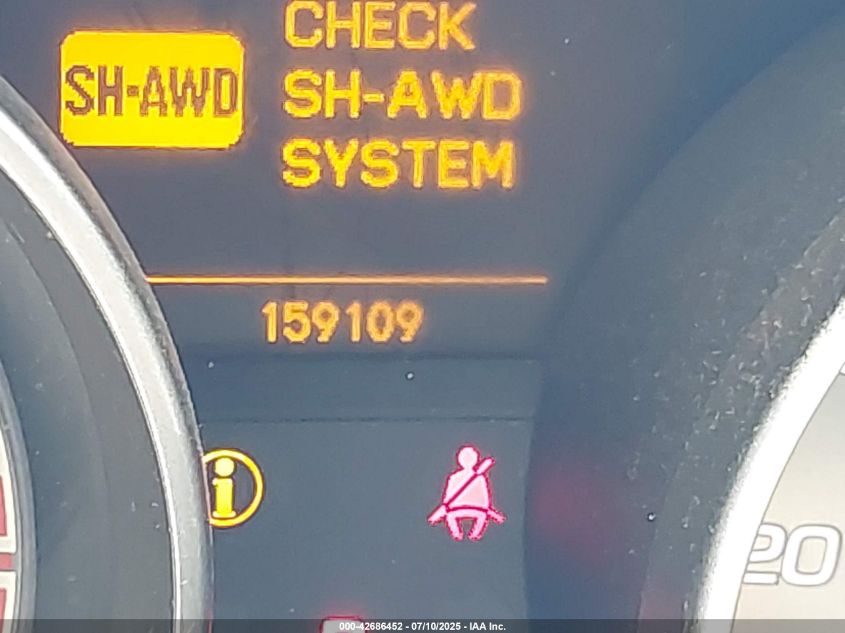 CHECK
SH-AWD
SH-AWD
SYSTEM
159109
i
20
000-42686452 - 07/10/2025 - IAA Inc.